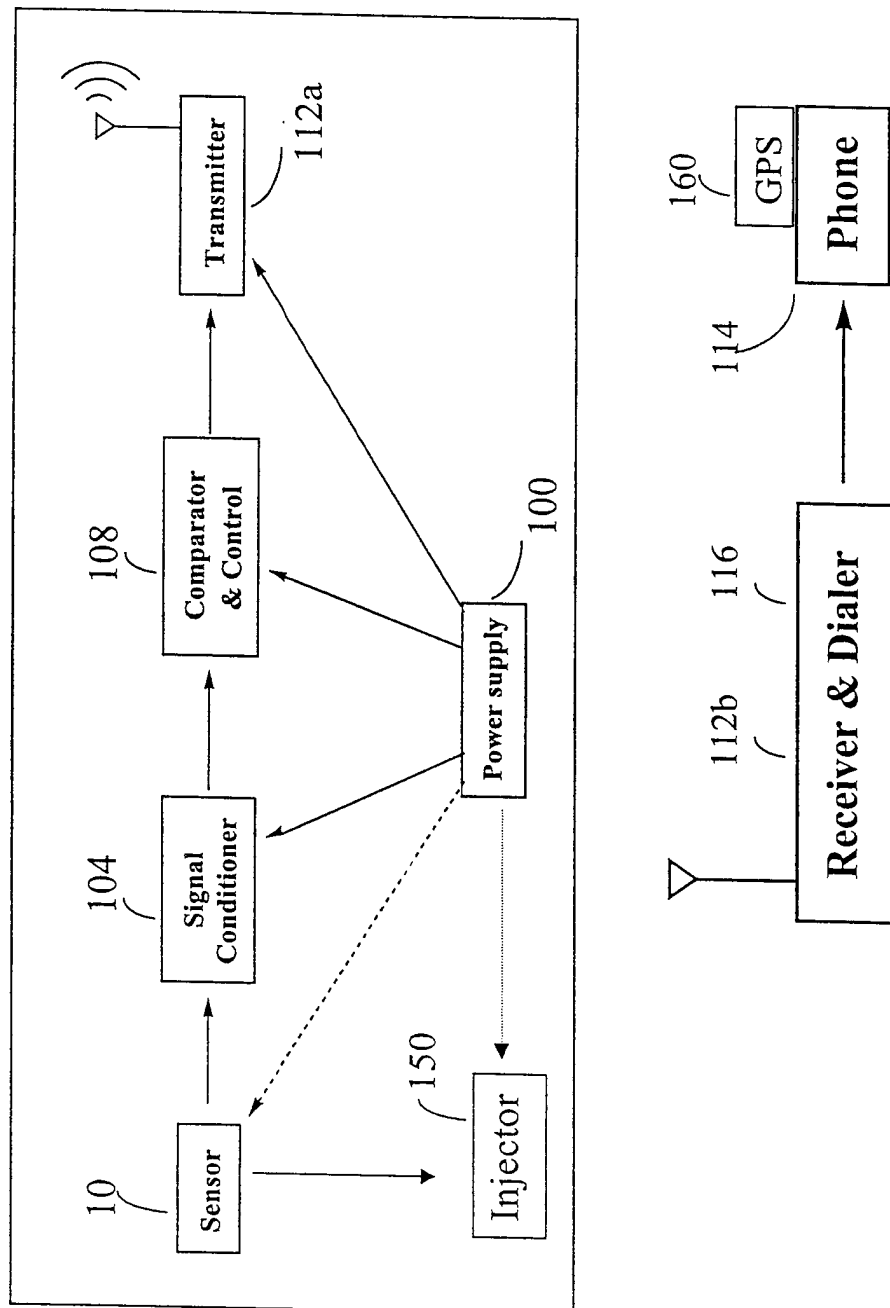 10
Sensor
104
Signal
Conditioner
108
Comparator
& Control
Transmitter
112a
150
Injector
100
Power supply
112b
116
Receiver & Dialer
114
160
GPS
Phone